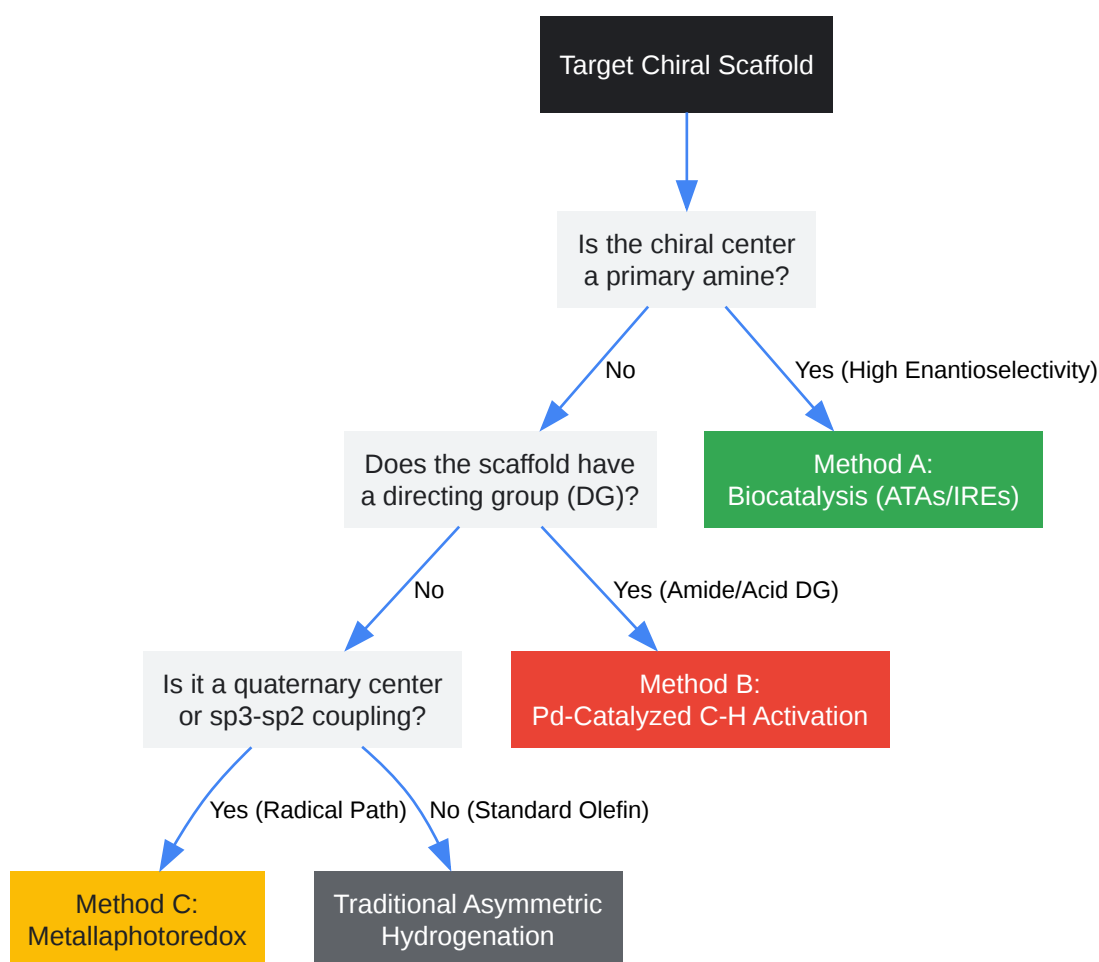 Target Chiral Scaffold
Is the chiral center
a primary amine?
No
Yes (High Enantioselectivity)
Does the scaffold have
a directing group (DG)?
Method A:
Biocatalysis (ATAs/IREs)
No
Yes (Amide/Acid DG)
Is it a quaternary center
or sp3-sp2 coupling?
Method B:
Pd-Catalyzed C-H Activation
Yes (Radical Path)
No (Standard Olefin)
Method C:
Metallaphotoredox
Traditional Asymmetric
Hydrogenation